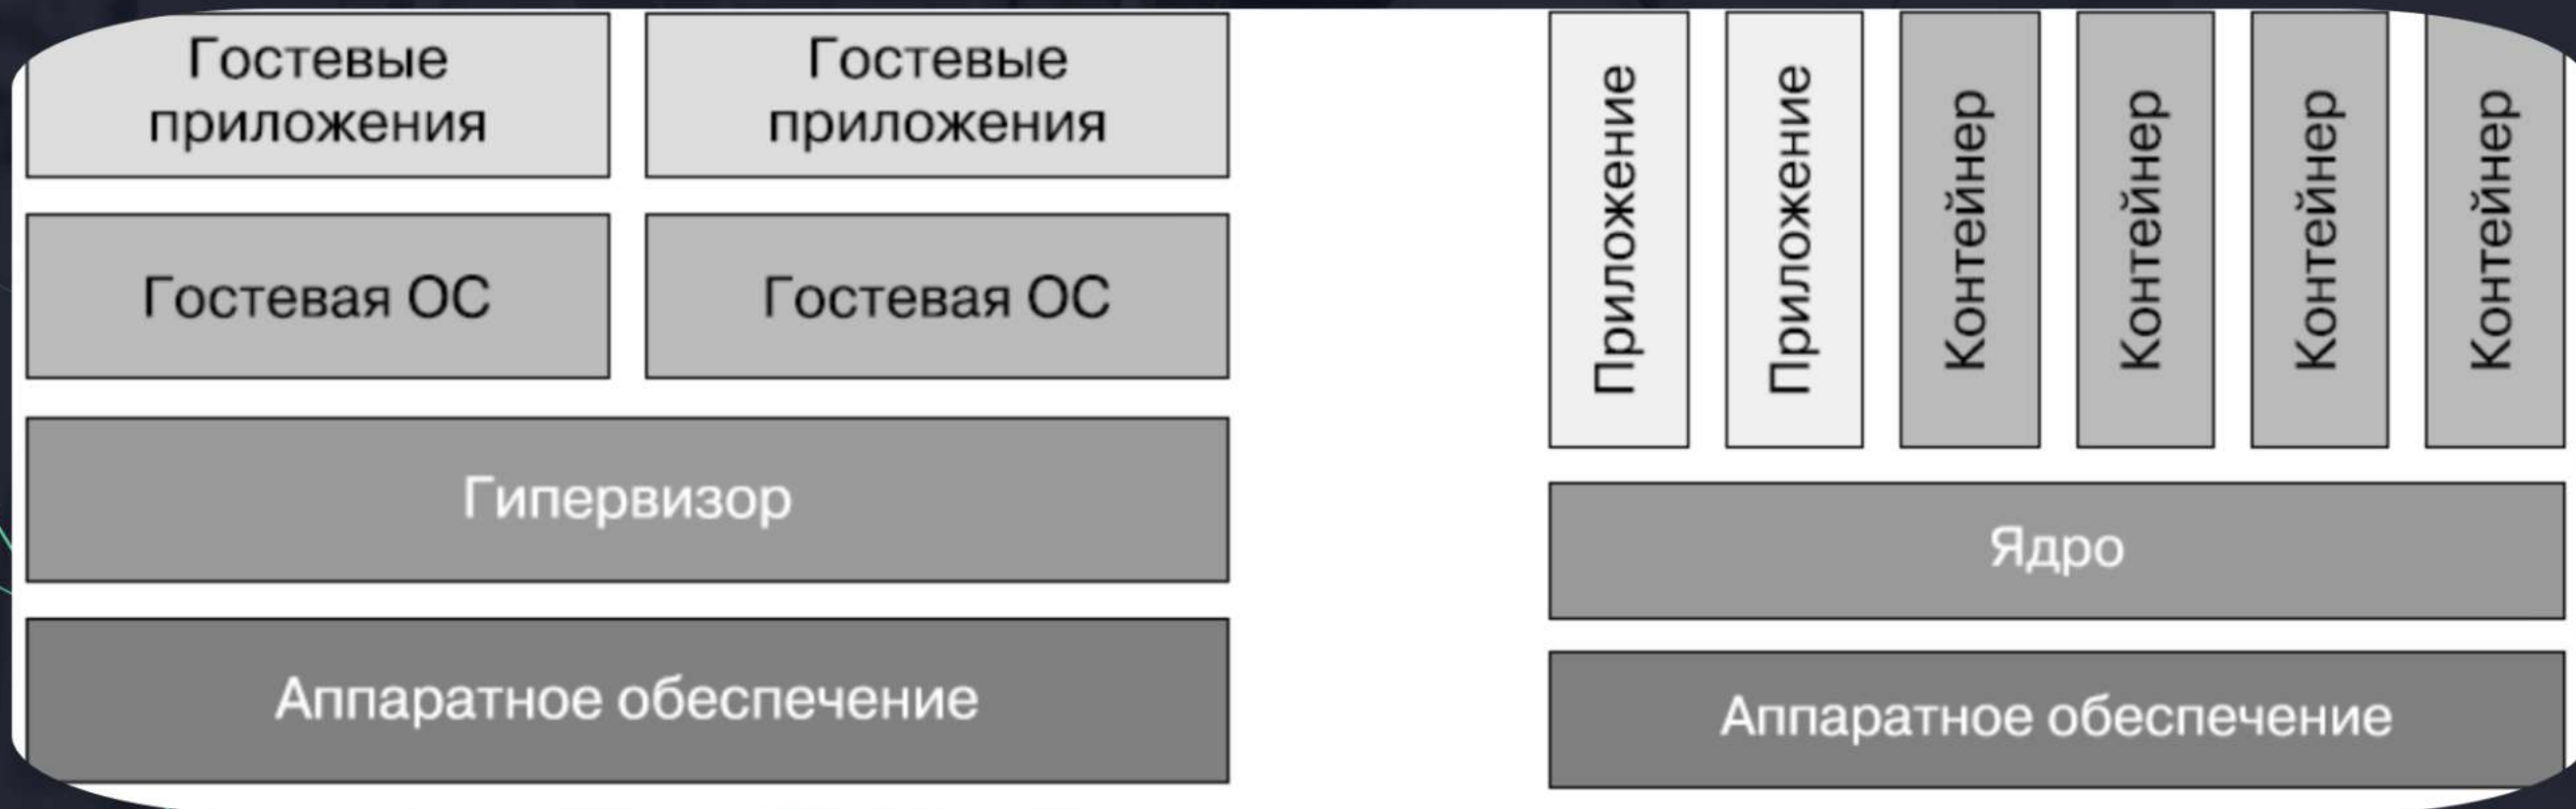 Гостевые
приложения
Гостевые
приложения
Гостевая ОС
Гостевая ОС
Гипервизор
Аппаратное обеспечение
Приложение
Приложение
Контейнер
Контейнер
Контейнер
Контейнер
Ядро
Аппаратное обеспечение